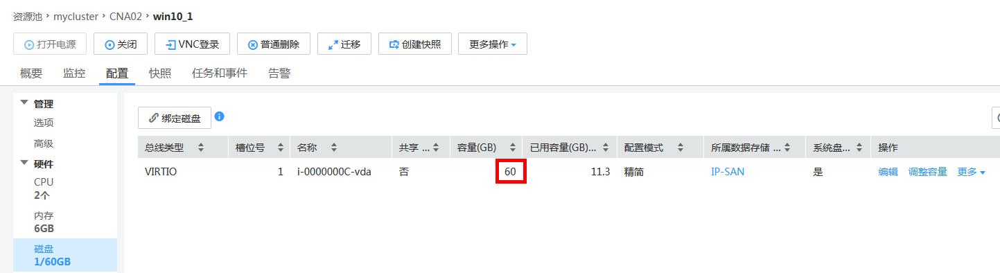 资源池 › mycluster › CNA02 › win10_1
打开电源 关闭 VNC登录 普通删除 迁移 创建快照 更多操作
概要 监控 配置 快照 任务和事件 告警
管理
选项
高级
硬件
CPU
2个
内存
6GB
磁盘
1/60GB
绑定磁盘
总线类型 槽位号 名称 共享 ... 容量(GB) 已用容量(GB)... 配置模式 所属数据存储 ... 系统盘... 操作
VIRTIO 1 i-0000000C-vda 否 60 11.3 精简 IP-SAN 是 编辑 调整容量 更多